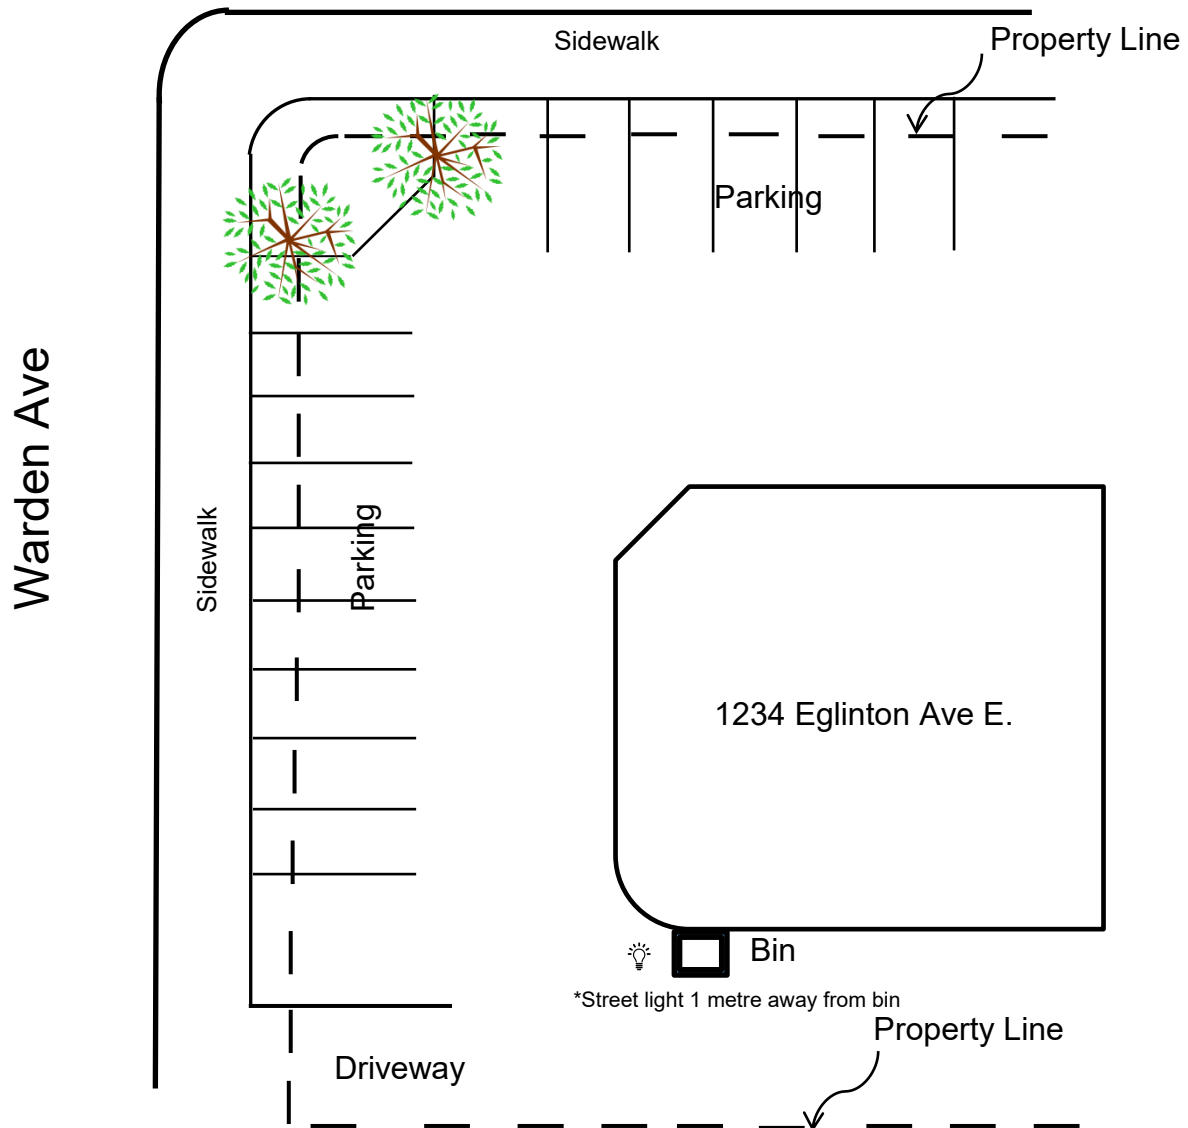 Sidewalk
Property Line
Parking
Warden Ave
Sidewalk
Parking
1234 Eglinton Ave E.
Bin
*Street light 1 metre away from bin
Property Line
Driveway